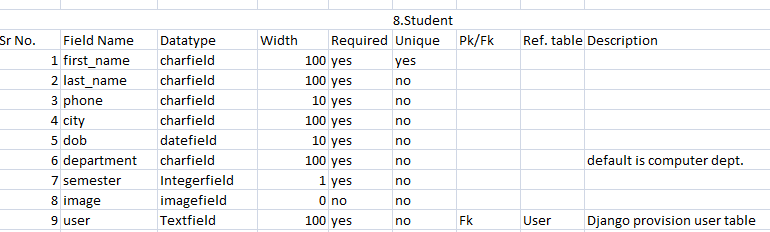 8.Student
Sr No. Field Name Datatype Width Required Unique Pk/Fk Ref. table Description
1 first_name charfield 100 yes yes
2 last_name charfield 100 yes no
3 phone charfield 10 yes no
4 city charfield 100 yes no
5 dob datefield 10 yes no
6 department charfield 100 yes no default is computer dept.
7 semester Integerfield 1 yes no
8 image imagefield 0 no no
9 user Textfield 100 yes no Fk User Django provision user table